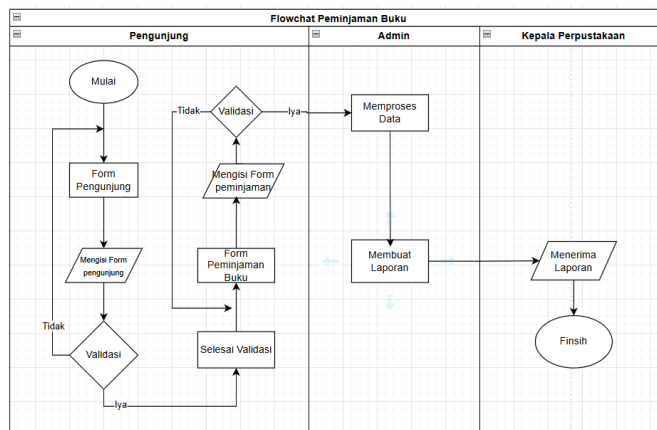 Flowchat Peminjaman Buku
Pengunjung
Admin
Kepala Perpustakaan
Mulai
Form
Pengunjung
Mengisi Form
pengunjung
Tidak
Validasi
Iya
Selesai Validasi
Form
Peminjaman
Buku
Mengisi Form
peminjaman
Tidak
Validasi
Iya
Memproses
Data
Membuat
Laporan
Menerima
Laporan
Finsih